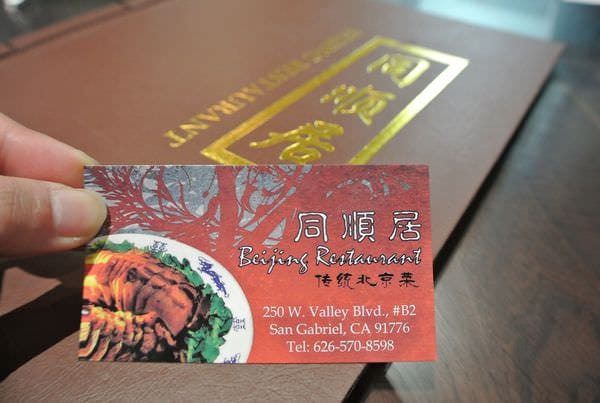 BEIJING RESTAURANT
同順居
同順居
Beijing Restaurant
传统北京菜
250 W. Valley Blvd., #B2
San Gabriel, CA 91776
Tel: 626-570-8598